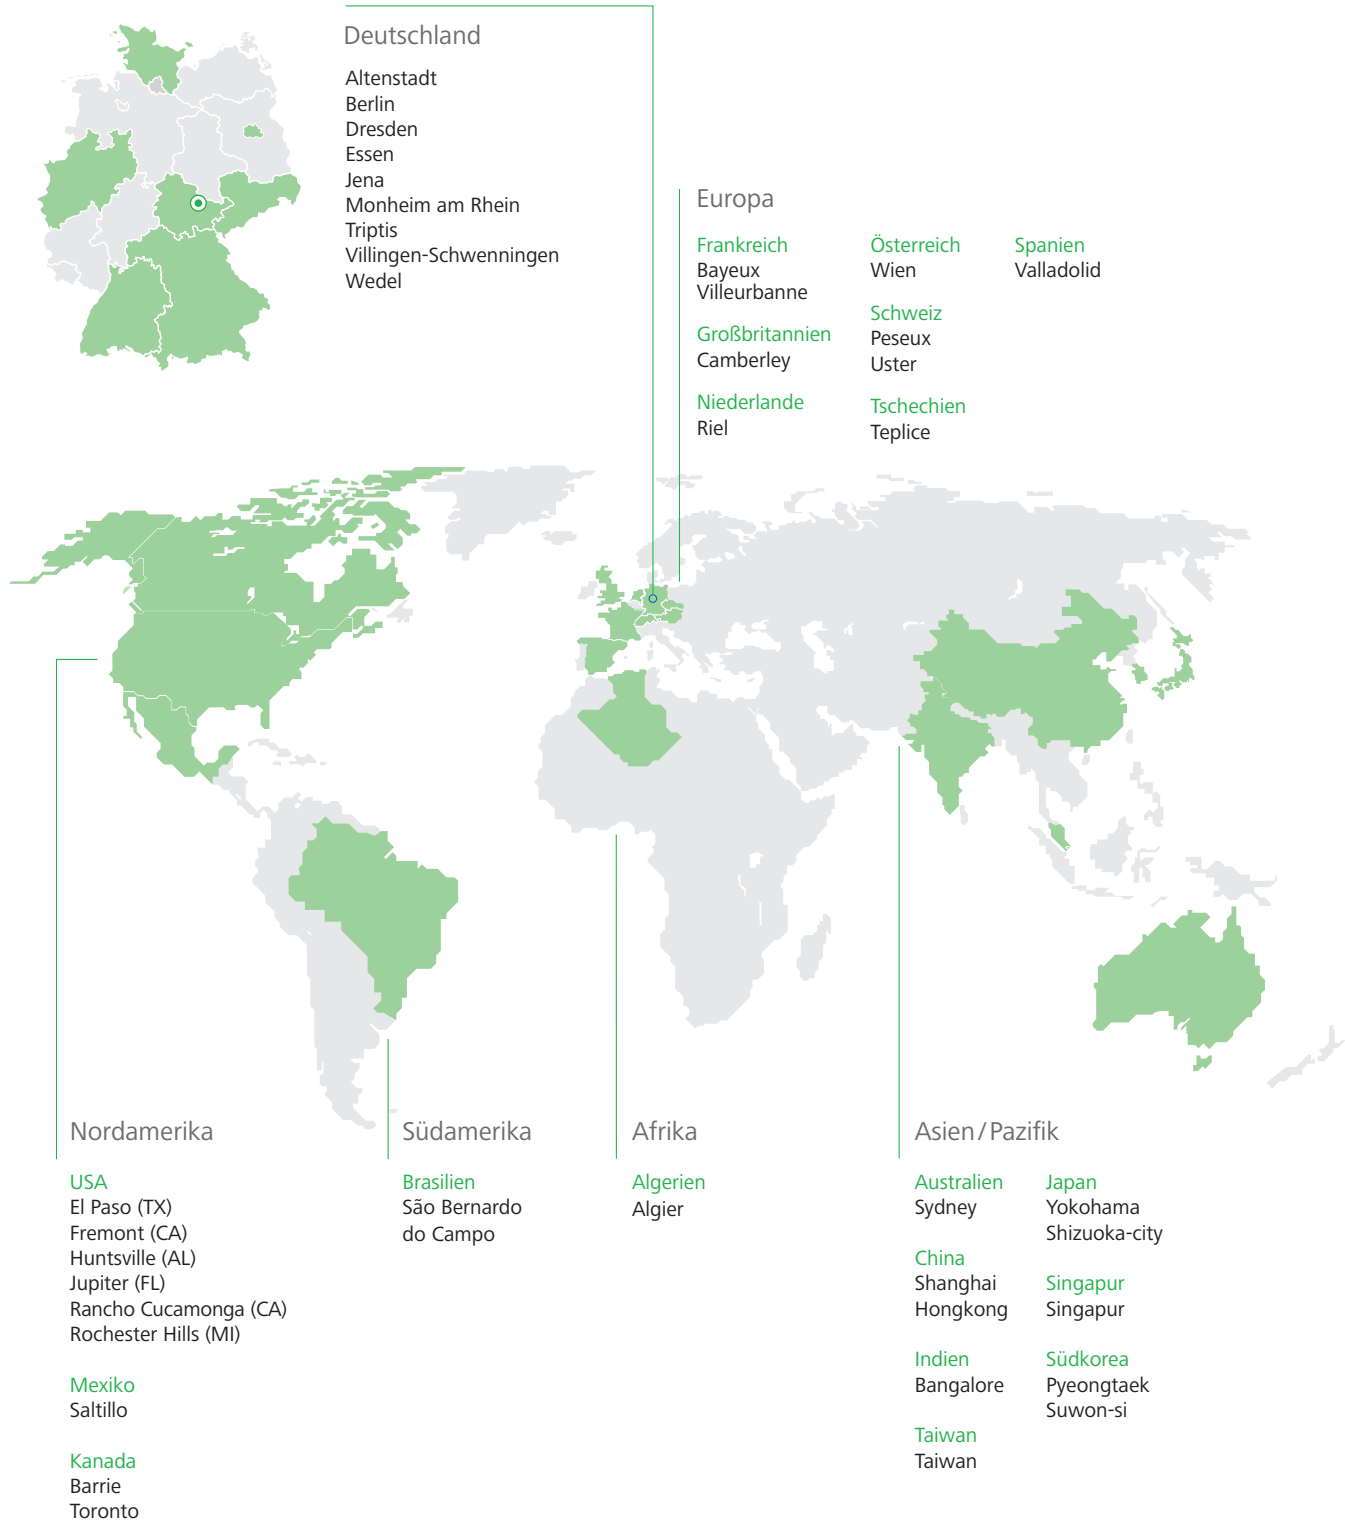 Deutschland
Altenstadt
Berlin
Dresden
Essen
Jena
Monheim am Rhein
Triptis
Villingen-Schwenningen
Wedel
Europa
Frankreich
Bayeux
Villeurbanne
Großbritannien
Camberley
Niederlande
Riel
Österreich
Wien
Schweiz
Peseux
Uster
Tschechien
Teplice
Spanien
Valladolid
Nordamerika
USA
El Paso (TX)
Fremont (CA)
Huntsville (AL)
Jupiter (FL)
Rancho Cucamonga (CA)
Rochester Hills (MI)
Mexiko
Saltillo
Kanada
Barrie
Toronto
Südamerika
Brasilien
São Bernardo
do Campo
Afrika
Algerien
Algier
Asien/Pazifik
Australien
Sydney
China
Shanghai
Hongkong
Indien
Bangalore
Taiwan
Taiwan
Japan
Yokohama
Shizuoka-city
Singapur
Singapur
Südkorea
Pyeongtaek
Suwon-si